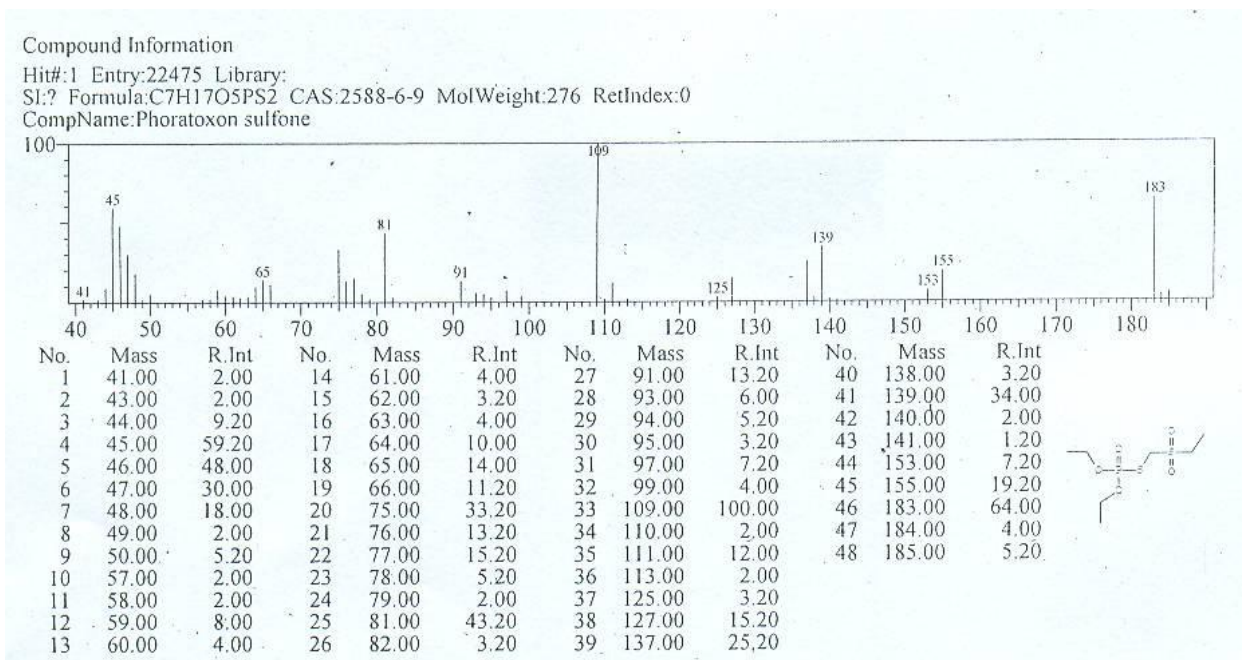 Compound Information
Hit#:1 Entry:22475 Library:
SI:? Formula:C7H17O5PS2 CAS:2588-6-9 MolWeight:276 RetIndex:0
CompName:Phoratoxon sulfone
100
109
183
45
81
139
155
65
91
153
125
41
40 50 60 70 80 90 100 110 120 130 140 150 160 170 180
No. Mass R.Int No. Mass R.Int No. Mass R.Int No. Mass R.Int
1 41.00 2.00 14 61.00 4.00 27 91.00 13.20 40 138.00 3.20
2 43.00 2.00 15 62.00 3.20 28 93.00 6.00 41 139.00 34.00
3 44.00 9.20 16 63.00 4.00 29 94.00 5.20 42 140.00 2.00
4 45.00 59.20 17 64.00 10.00 30 95.00 3.20 43 141.00 1.20
5 46.00 48.00 18 65.00 14.00 31 97.00 7.20 44 153.00 7.20
6 47.00 30.00 19 66.00 11.20 32 99.00 4.00 45 155.00 19.20
7 48.00 18.00 20 75.00 33.20 33 109.00 100.00 46 183.00 64.00
8 49.00 2.00 21 76.00 13.20 34 110.00 2.00 47 184.00 4.00
9 50.00 5.20 22 77.00 15.20 35 111.00 12.00 48 185.00 5.20
10 57.00 2.00 23 78.00 5.20 36 113.00 2.00
11 58.00 2.00 24 79.00 2.00 37 125.00 3.20
12 59.00 8.00 25 81.00 43.20 38 127.00 15.20
13 60.00 4.00 26 82.00 3.20 39 137.00 25,20